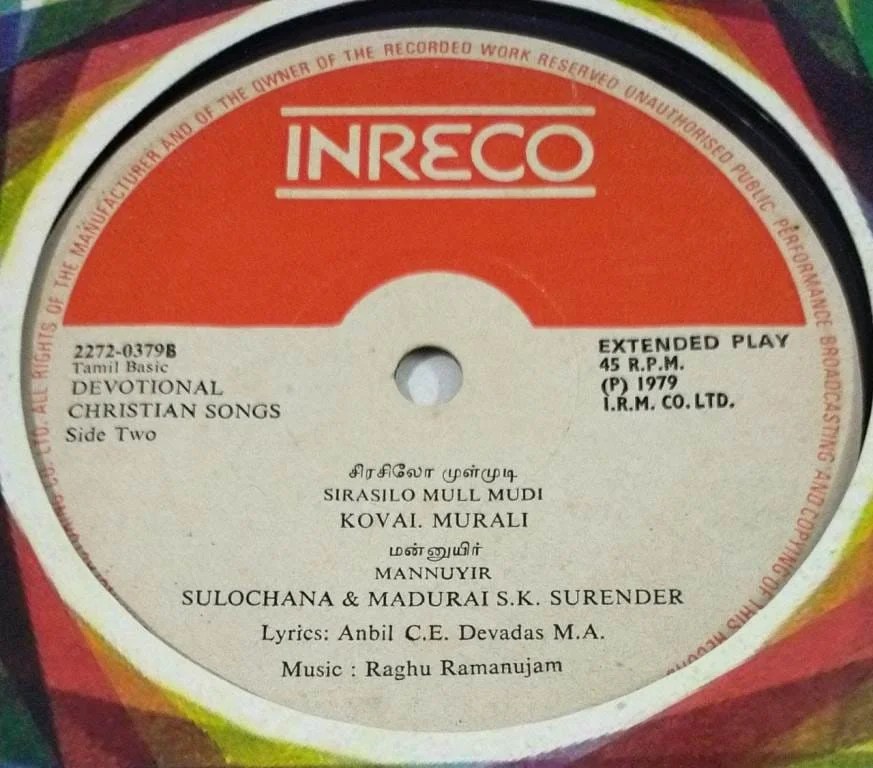 CO. LTD. ALL RIGHTS OF THE MANUFACTURER AND OF THE OWNER OF THE RECORDED WORK RESERVED UNAUTHORISED PUBLIC PERFORMANCE BROADCASTING AND COPYING OF THIS
INRECO
2272-0379B
Tamil Basic
DEVOTIONAL
CHRISTIAN SONGS
Side Two
EXTENDED PLAY
45 R.P.M.
(P) 1979
I.R.M. CO. LTD.
சிரசிலோ முள்முடி
SIRASILO MULL MUDI
KOVAI. MURALI
மன்னுயிர்
MANNUYIR
SULOCHANA & MADURAI S.K. SURENDER
Lyrics: Anbil C.E. Devadas M.A.
Music : Raghu Ramanujam